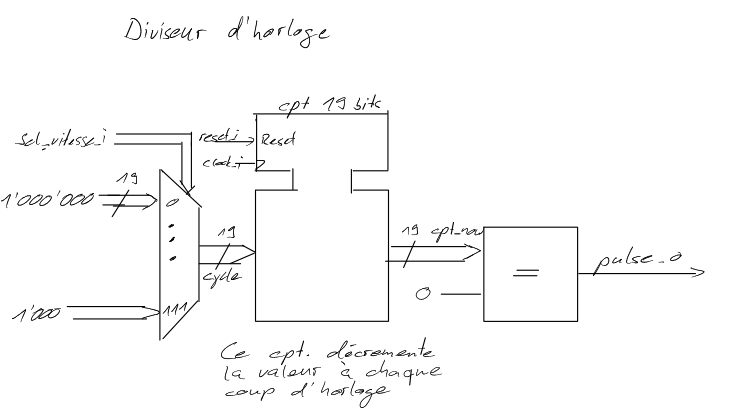 Diviseur d'horloge
cpt 19 bits
sel_vitesse_i
reset_i
Reset
clock_i
19
1'000'000
0
19
cycle
19
cpt_nou
=
pulse_o
0
1'000
111
Ce cpt. décremente
la valeur à chaque
coup d'horloge